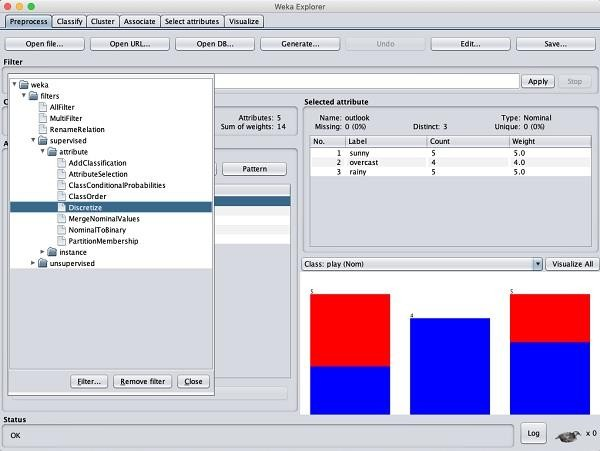 Weka Explorer
Preprocess Classify Cluster Associate Select attributes Visualize
Open file... Open URL... Open DB... Generate... Undo Edit... Save...
Filter
Apply Stop
weka
filters
AllFilter
MultiFilter
RenameRelation
supervised
attribute
AddClassification
AttributeSelection
ClassConditionalProbabilities
ClassOrder
Discretize
MergeNominalValues
NominalToBinary
PartitionMembership
instance
unsupervised
Filter... Remove filter Close
Attributes: 5
Sum of weights: 14
Pattern
Selected attribute
Name: outlook Type: Nominal
Missing: 0 (0%) Distinct: 3 Unique: 0 (0%)
No. Label Count Weight
1 sunny 5 5.0
2 overcast 4 4.0
3 rainy 5 5.0
Class: play (Nom) Visualize All
5 4 5
Status
OK
Log x 0